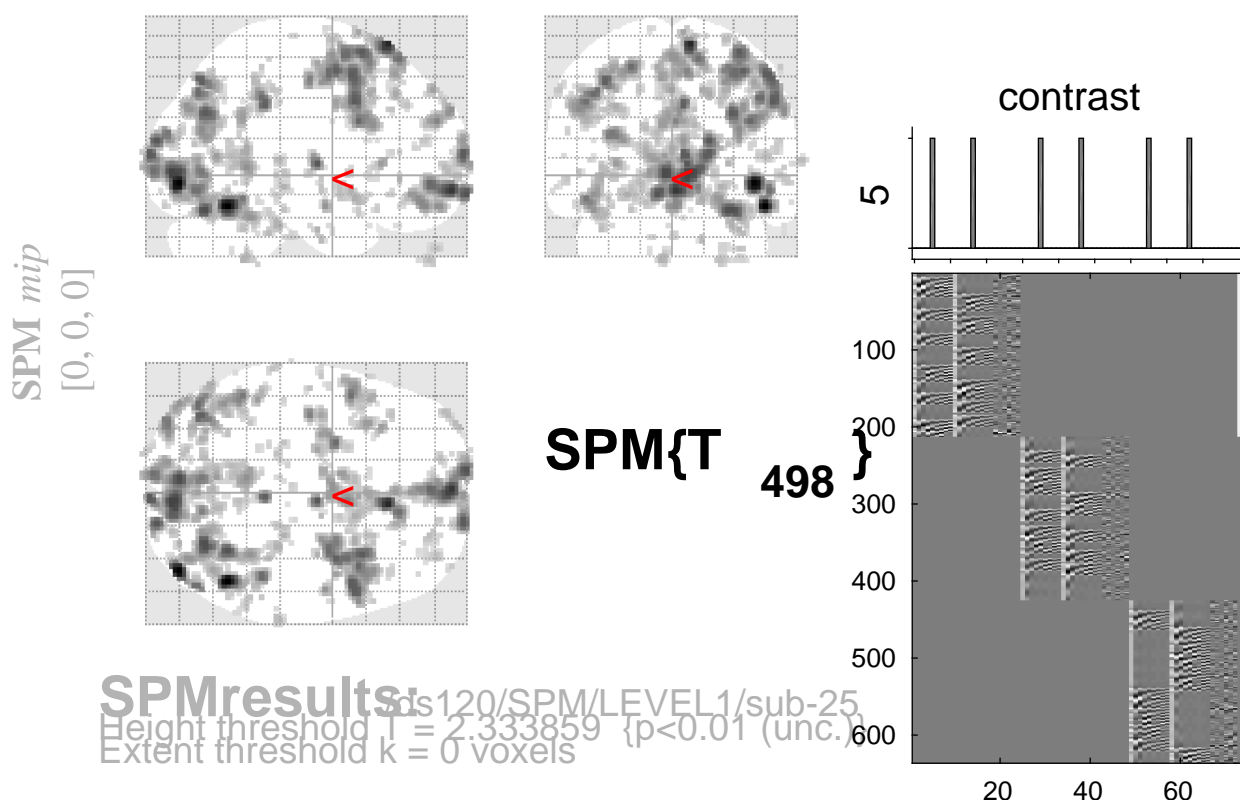 SPM mip
[0, 0, 0]
<
<
<
SPM{T 498 }
contrast
5
100
200
300
400
500
600
20 40 60
SPMresults: /ds120/SPM/LEVEL1/sub-25
Height threshold T = 2.333859 {p<0.01 (unc.)}
Extent threshold k = 0 voxels